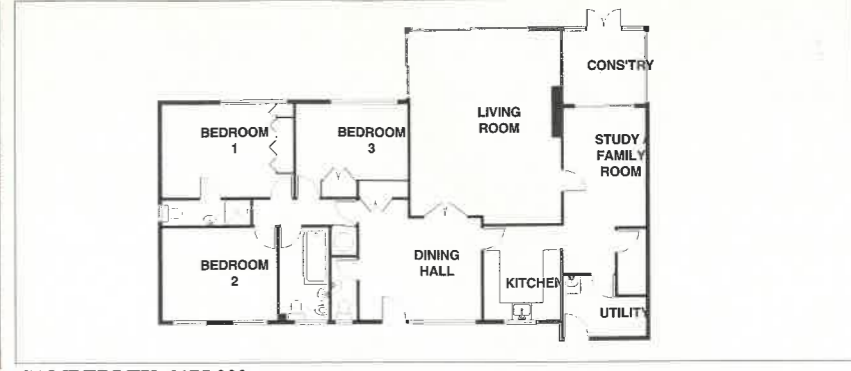 CONS'TRY
LIVING
ROOM
BEDROOM
1
BEDROOM
3
STUDY /
FAMILY
ROOM
DINING
HALL
BEDROOM
2
KITCHEN
UTILITY